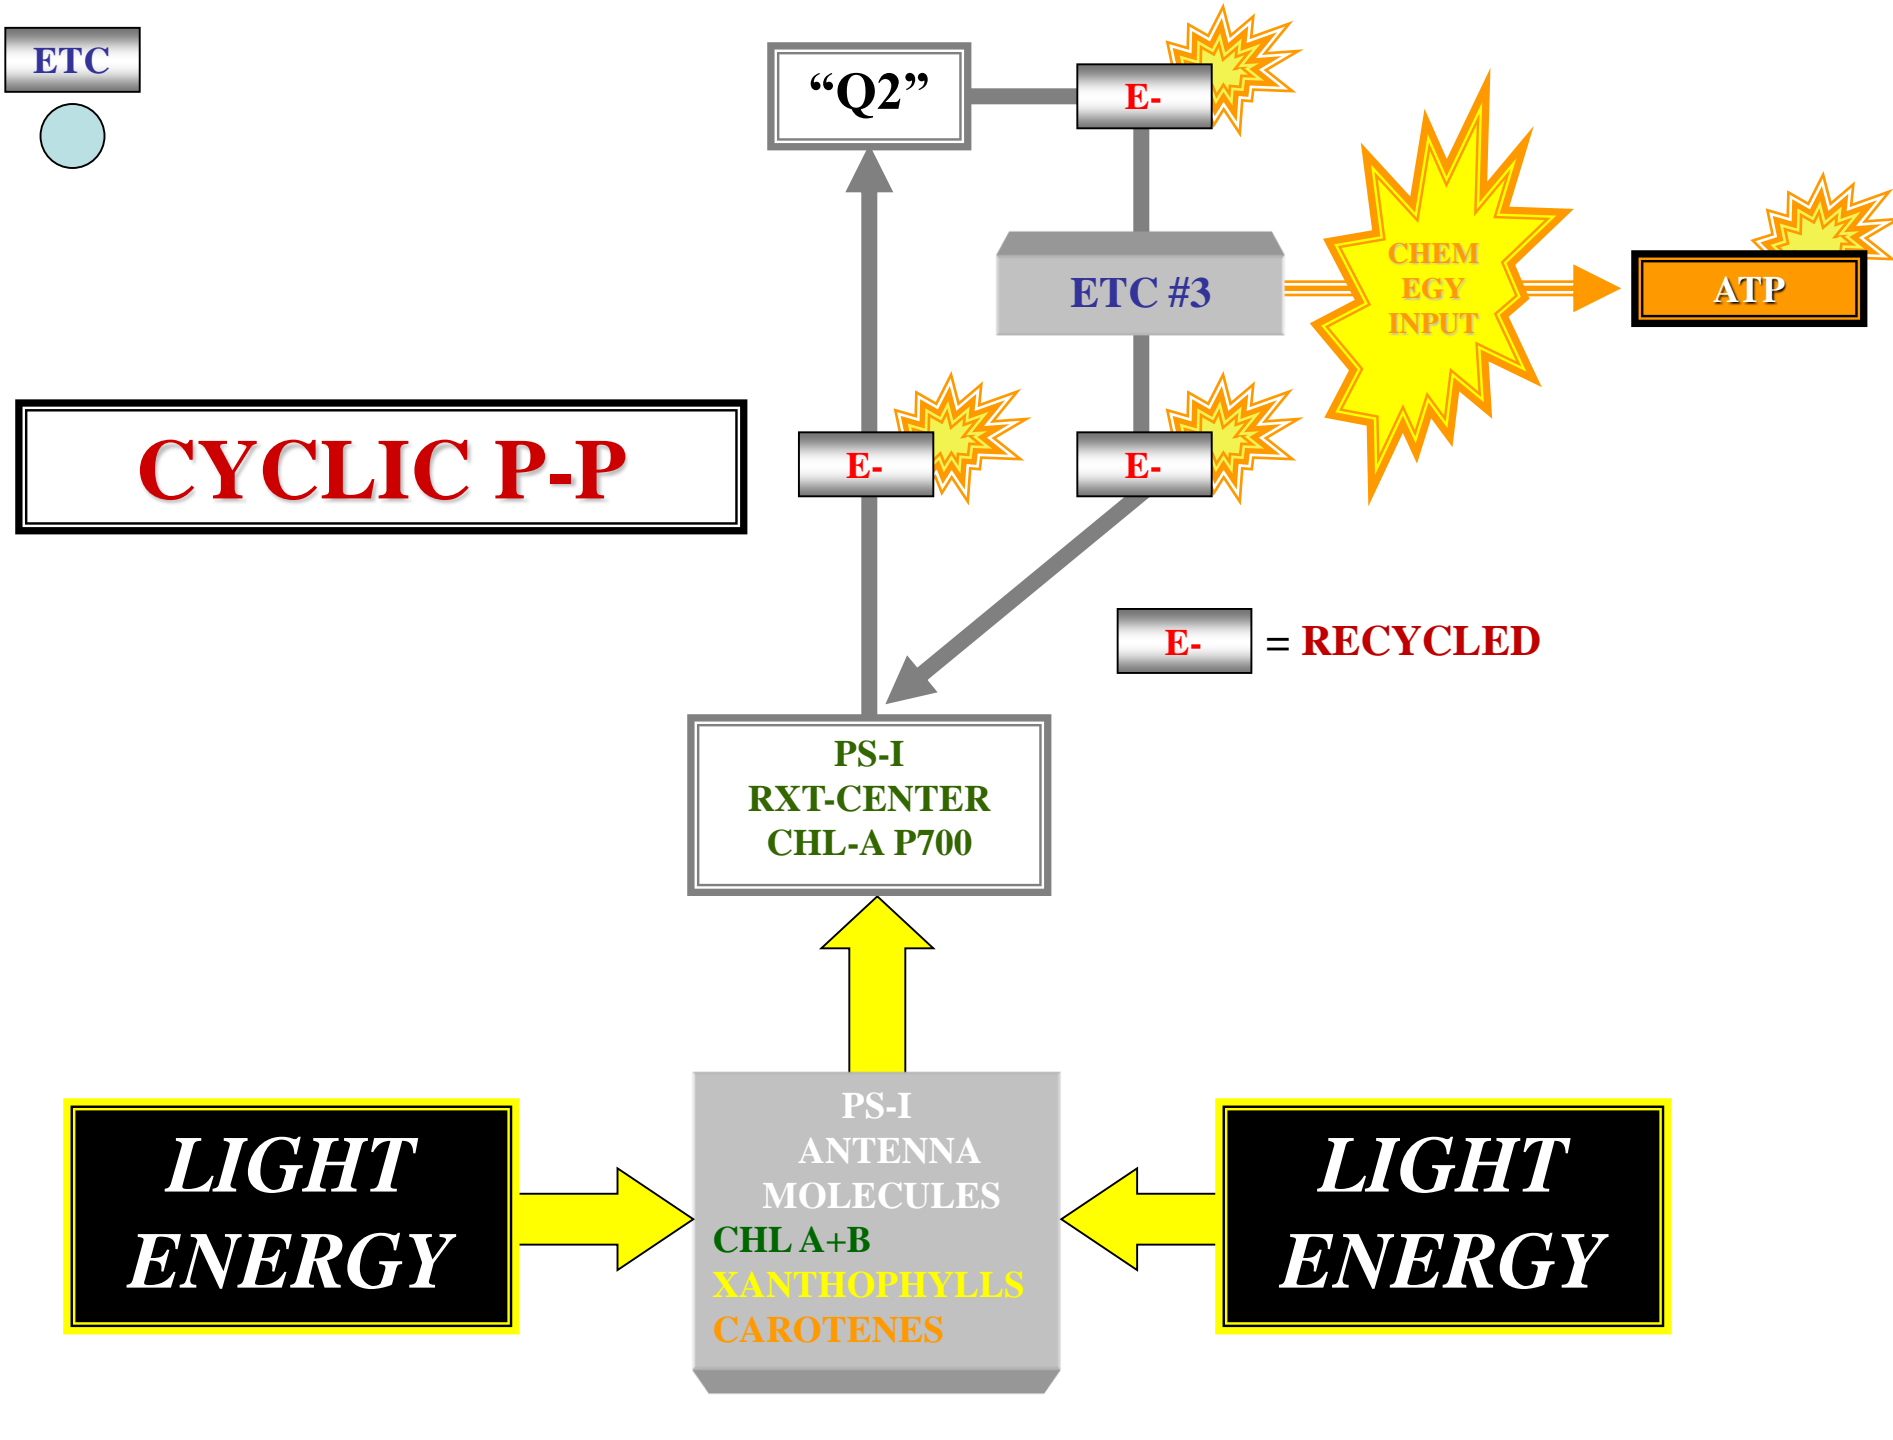 ETC
“Q2”
E-
CHEM
EGY
INPUT
ETC #3
ATP
CYCLIC P-P
E-
E-
E- = RECYCLED
PS-I
RXT-CENTER
CHL-A P700
LIGHT
ENERGY
PS-I
ANTENNA
MOLECULES
CHL A+B
XANTHOPHYLLS
CAROTENES
LIGHT
ENERGY